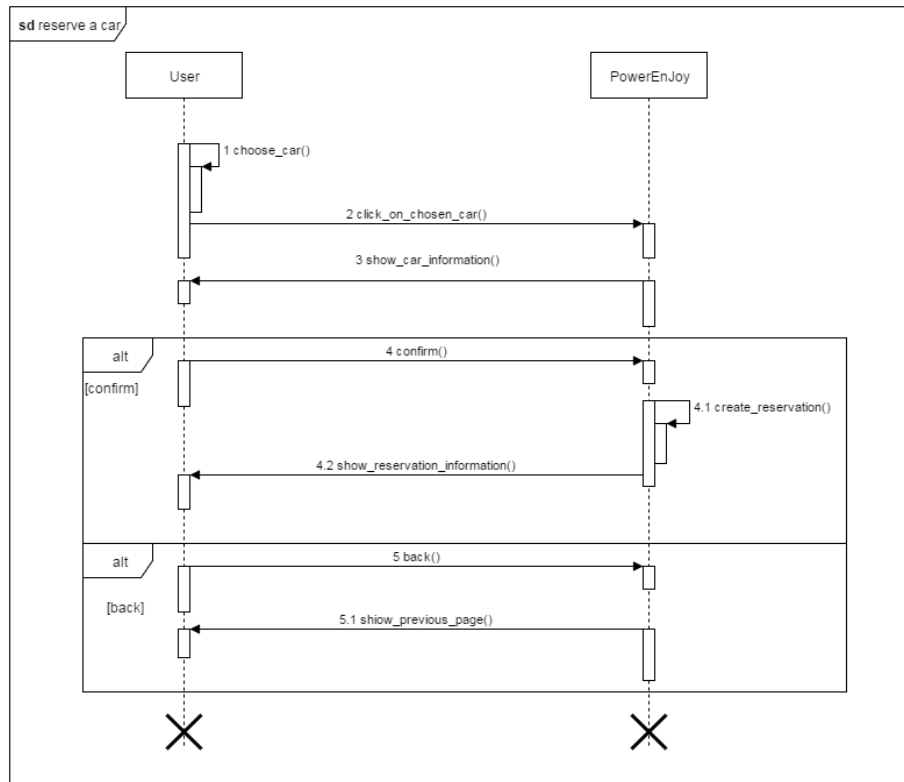 sd reserve a car
User
PowerEnJoy
1 choose_car()
2 click_on_chosen_car()
3 show_car_information()
alt
4 confirm()
[confirm]
4.1 create_reservation()
4.2 show_reservation_information()
alt
5 back()
[back]
5.1 shiow_previous_page()